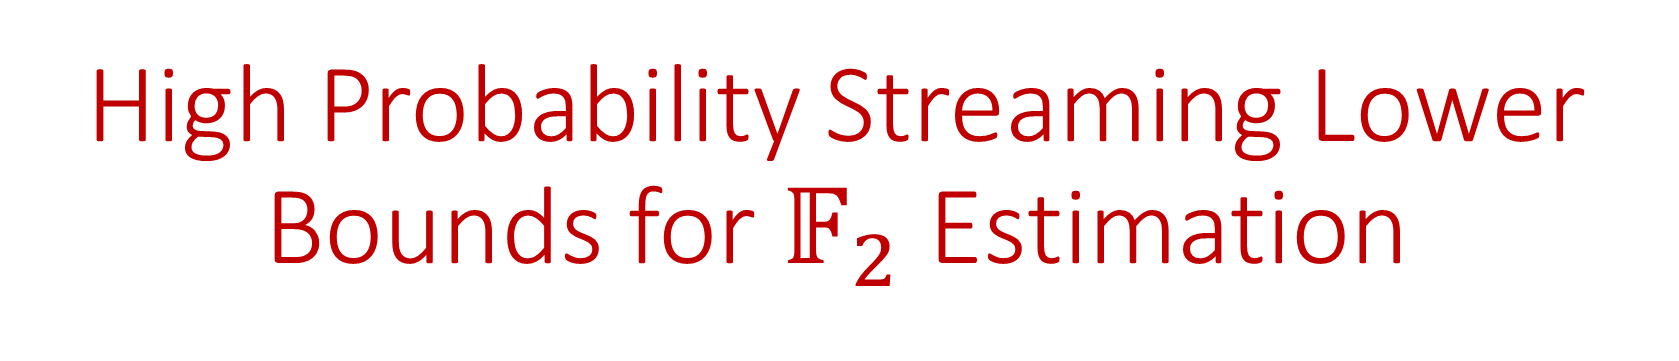 High Probability Streaming Lower
Bounds for 𝔽₂ Estimation